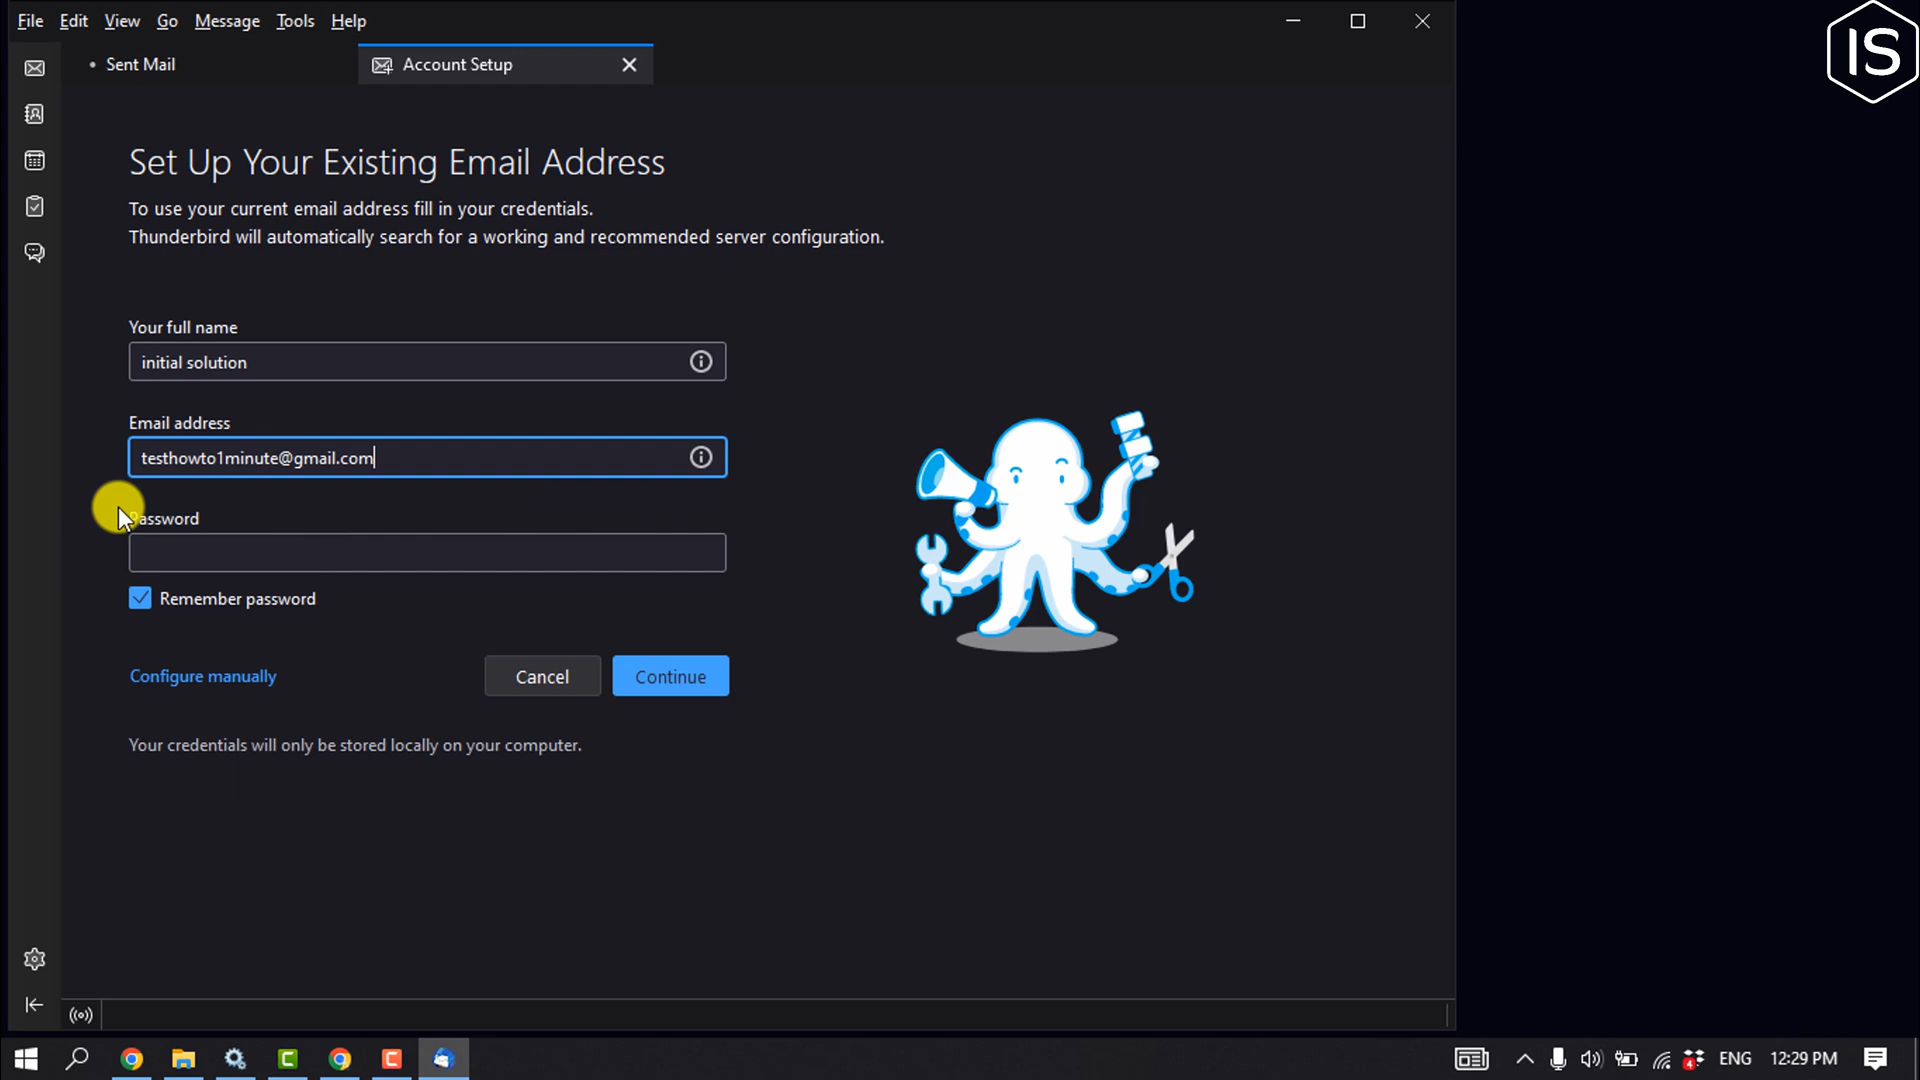 File Edit View Go Message Tools Help
IS
Sent Mail
Account Setup
Set Up Your Existing Email Address
To use your current email address fill in your credentials.
Thunderbird will automatically search for a working and recommended server configuration.
Your full name
initial solution
Email address
testhowto1minute@gmail.com
Password
Remember password
Configure manually
Cancel
Continue
Your credentials will only be stored locally on your computer.
4
ENG
12:29 PM